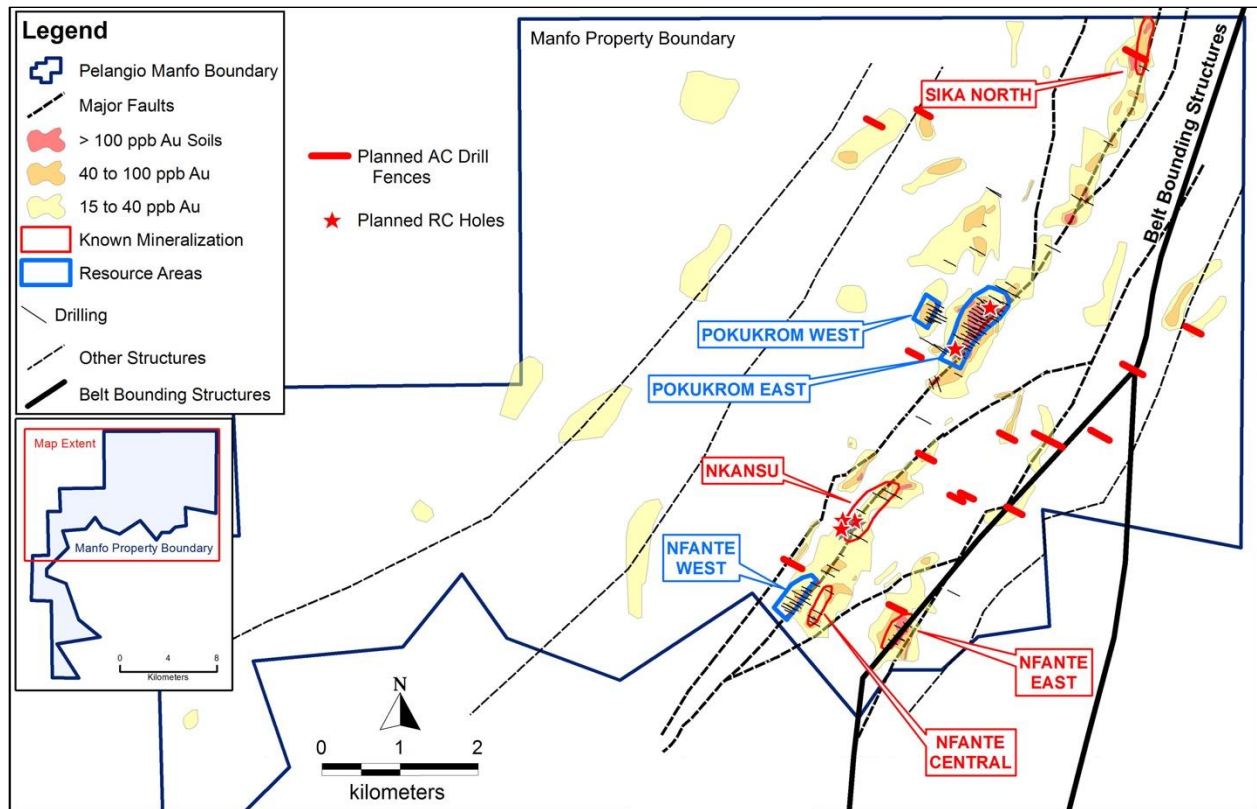 Legend
Pelangio Manfo Boundary
Major Faults
> 100 ppb Au Soils
40 to 100 ppb Au
15 to 40 ppb Au
Known Mineralization
Resource Areas
Drilling
Other Structures
Belt Bounding Structures
Planned AC Drill
Fences
Planned RC Holes
Manfo Property Boundary
SIKA NORTH
Belt Bounding Structures
POKUKROM WEST
POKUKROM EAST
NKANSU
NFANTE
WEST
NFANTE
EAST
NFANTE
CENTRAL
Map Extent
Manfo Property Boundary
0 4 8
Kilometers
N
0 1 2
kilometers